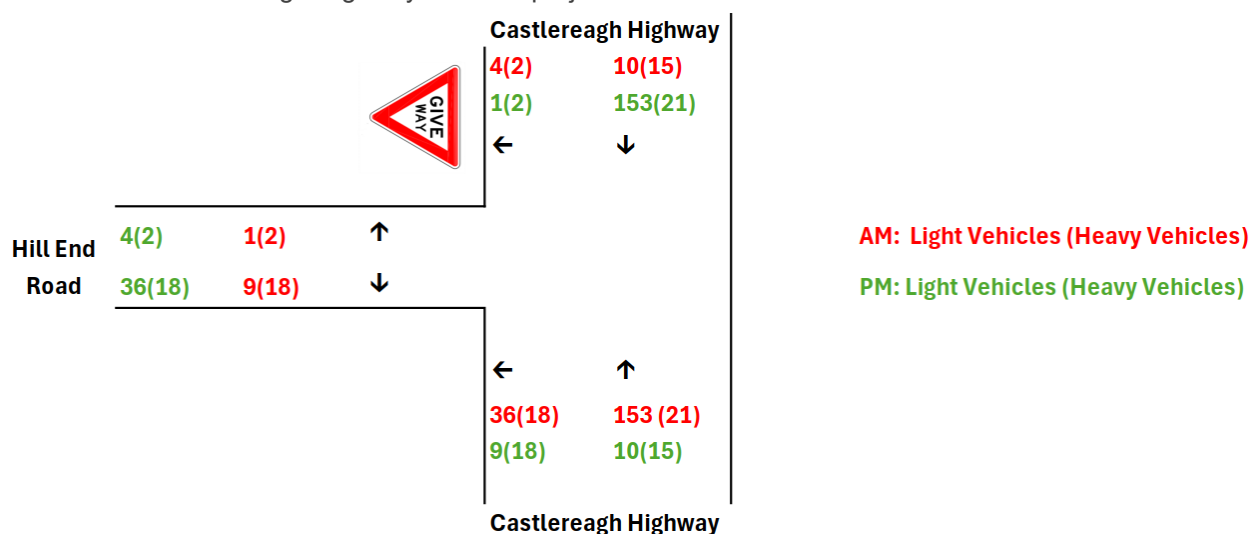 Castlereagh Highway
4(2) 10(15)
1(2) 153(21)
← ↓
GIVE
WAY
Hill End
Road
4(2) 1(2) ↑
36(18) 9(18) ↓
AM: Light Vehicles (Heavy Vehicles)
PM: Light Vehicles (Heavy Vehicles)
← ↑
36(18) 153 (21)
9(18) 10(15)
Castlereagh Highway